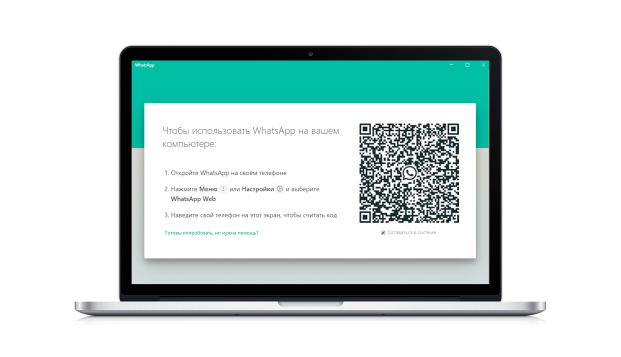 WhatsApp
Чтобы использовать WhatsApp на вашем
компьютере:
1. Откройте WhatsApp на своём телефоне
2. Нажмите Меню или Настройки и выберите
WhatsApp Web
3. Наведите свой телефон на этот экран, чтобы считать код
Готовы попробовать, но нужна помощь?
Оставаться в системе